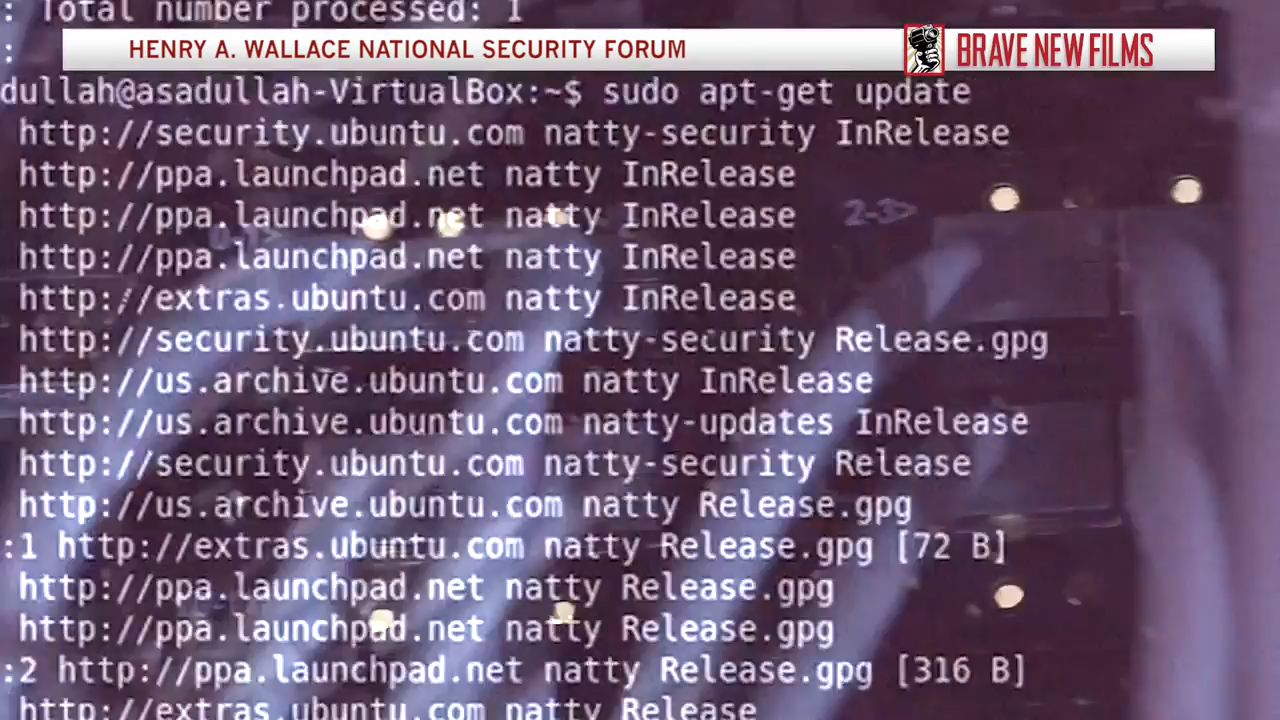 : Total number processed: 1
:
HENRY A. WALLACE NATIONAL SECURITY FORUM
BRAVE NEW FILMS
dullah@asadullah-VirtualBox:~$ sudo apt-get update
http://security.ubuntu.com natty-security InRelease
http://ppa.launchpad.net natty InRelease
http://ppa.launchpad.net natty InRelease
2-3>
http://ppa.launchpad.net natty InRelease
http://extras.ubuntu.com natty InRelease
http://security.ubuntu.com natty-security Release.gpg
http://us.archive.ubuntu.com natty InRelease
http://us.archive.ubuntu.com natty-updates InRelease
http://security.ubuntu.com natty-security Release
http://us.archive.ubuntu.com natty Release.gpg
:1 http://extras.ubuntu.com natty Release.gpg [72 B]
http://ppa.launchpad.net natty Release.gpg
http://ppa.launchpad.net natty Release.gpg
:2 http://ppa.launchpad.net natty Release.gpg [316 B]
http://extras.ubuntu.com natty Release